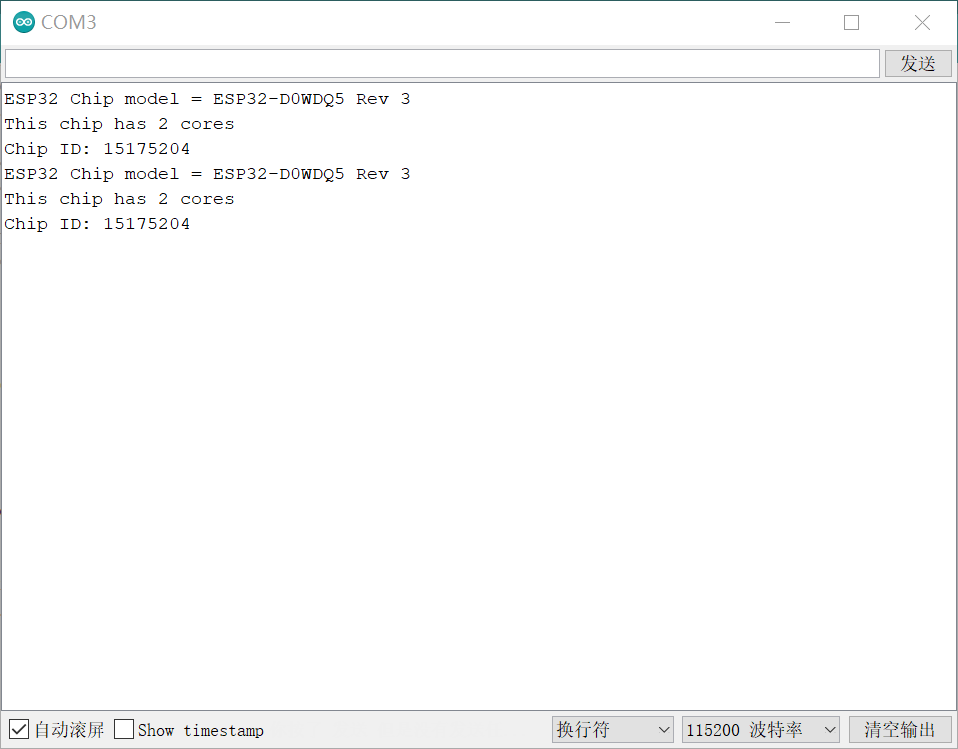 COM3
发送
ESP32 Chip model = ESP32-D0WDQ5 Rev 3
This chip has 2 cores
Chip ID: 15175204
ESP32 Chip model = ESP32-D0WDQ5 Rev 3
This chip has 2 cores
Chip ID: 15175204
自动滚屏 Show timestamp 换行符 115200 波特率 清空输出